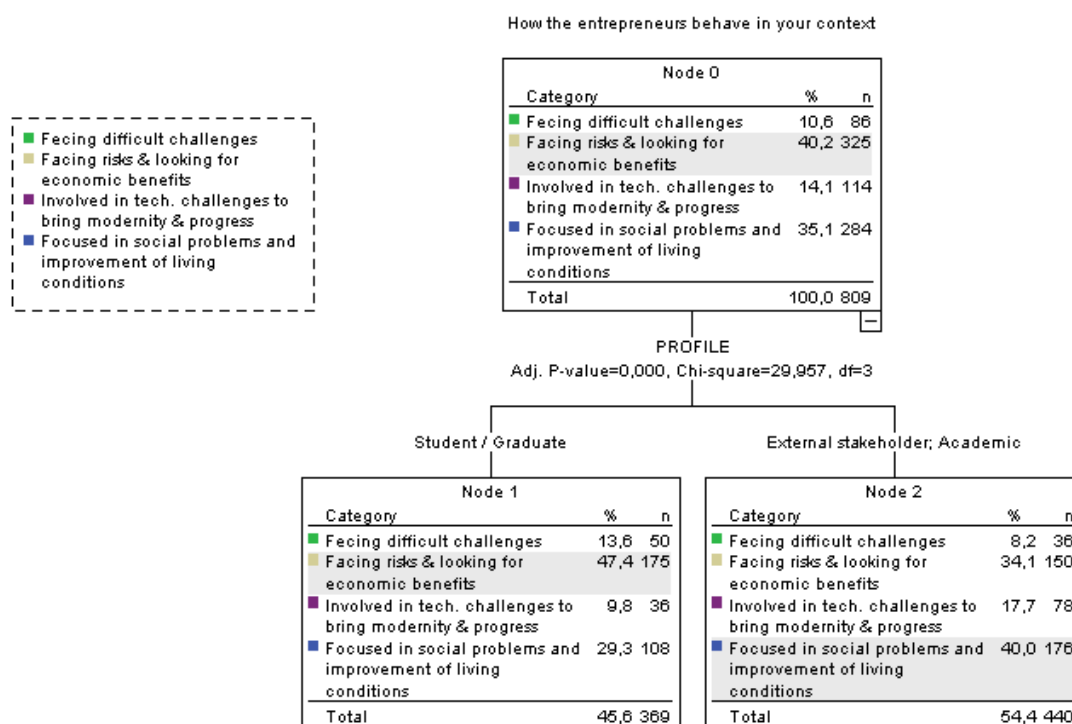 How the entrepreneurs behave in your context
Fecing difficult challenges
Facing risks & looking for
economic benefits
Involved in tech. challenges to
bring modernity & progress
Focused in social problems and
improvement of living
conditions
Node 0
Category % n
Fecing difficult challenges 10,6 86
Facing risks & looking for 40,2 325
economic benefits
Involved in tech. challenges to 14,1 114
bring modernity & progress
Focused in social problems and 35,1 284
improvement of living
conditions
Total 100,0 809
PROFILE
Adj. P-value=0,000, Chi-square=29,957, df=3
Student / Graduate
External stakeholder; Academic
Node 1
Category % n
Fecing difficult challenges 13,6 50
Facing risks & looking for 47,4 175
economic benefits
Involved in tech. challenges to 9,8 36
bring modernity & progress
Focused in social problems and 29,3 108
improvement of living
conditions
Total 45,6 369
Node 2
Category % n
Fecing difficult challenges 8,2 36
Facing risks & looking for 34,1 150
economic benefits
Involved in tech. challenges to 17,7 78
bring modernity & progress
Focused in social problems and 40,0 176
improvement of living
conditions
Total 54,4 440